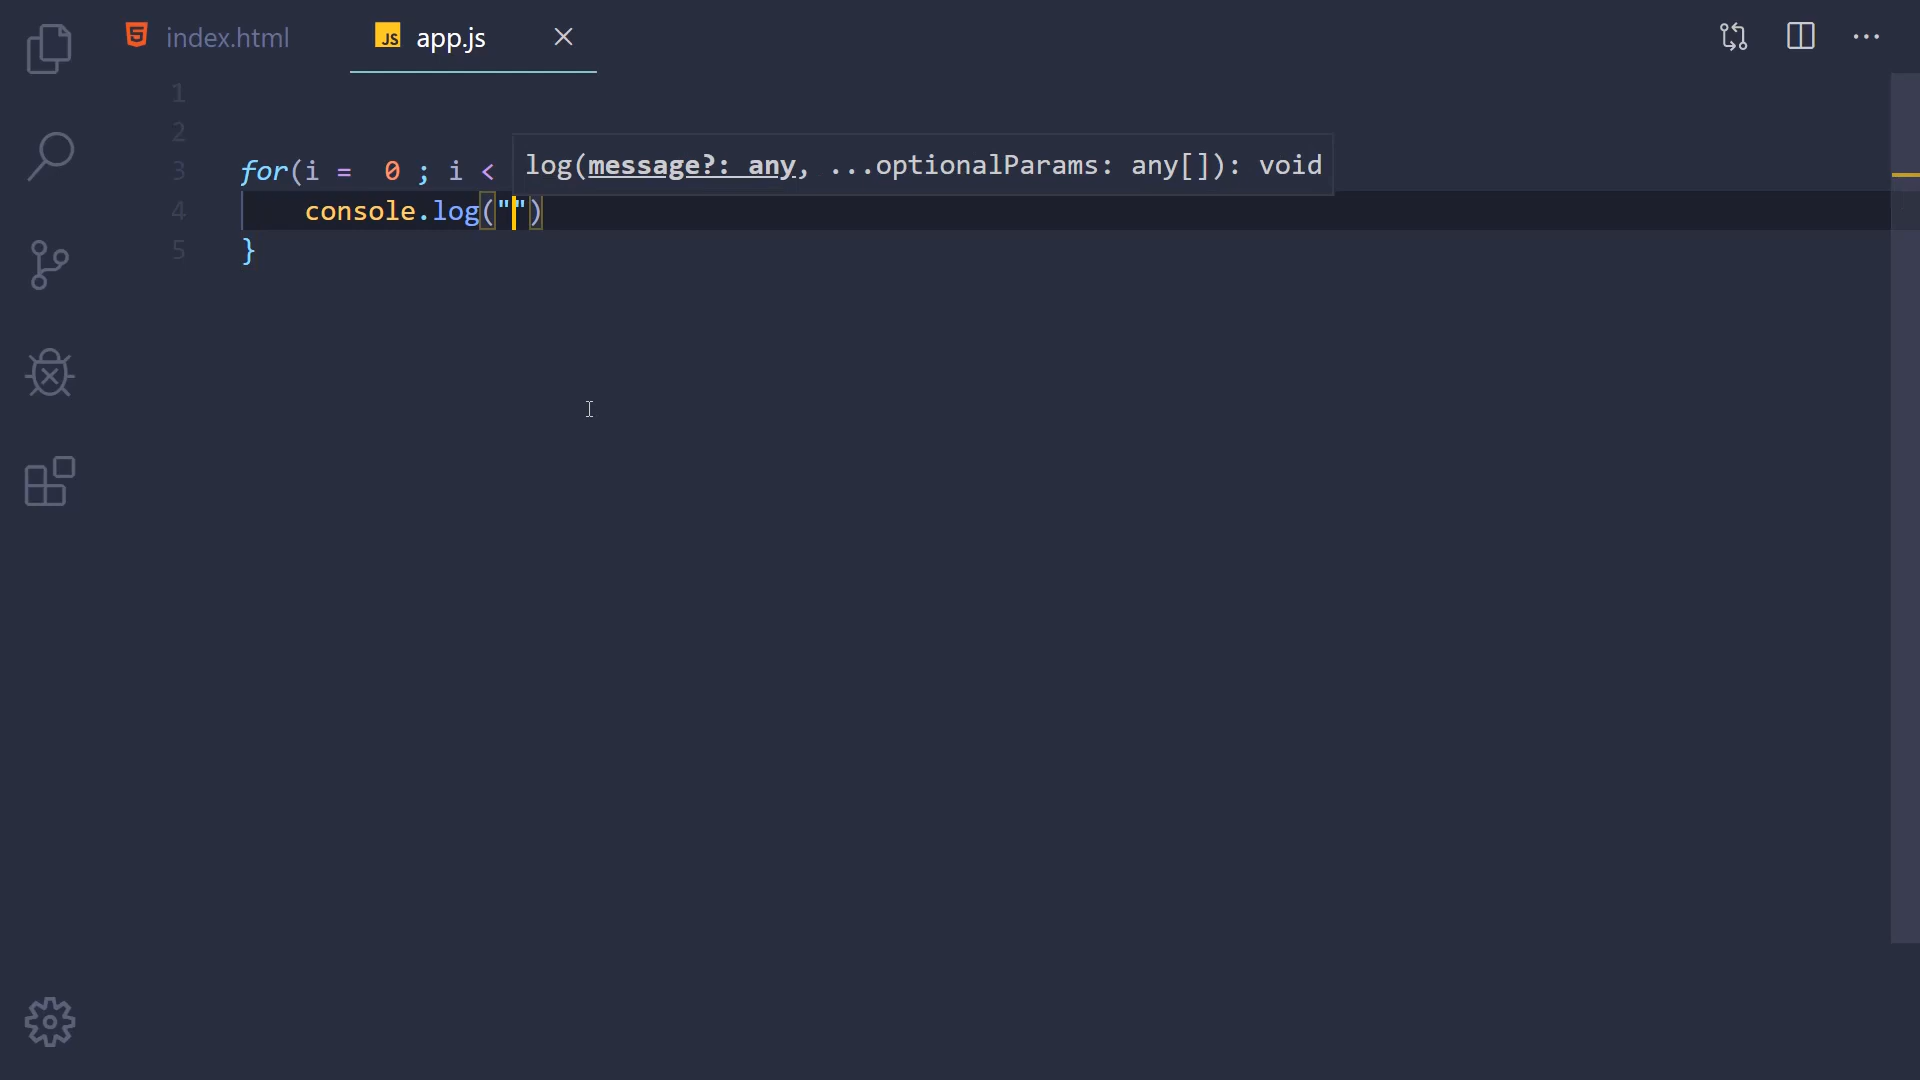 index.html
JS app.js
1
2
3 for(i =  0 ; i <
log(message?: any, ...optionalParams: any[]): void
4 console.log("")
5 }